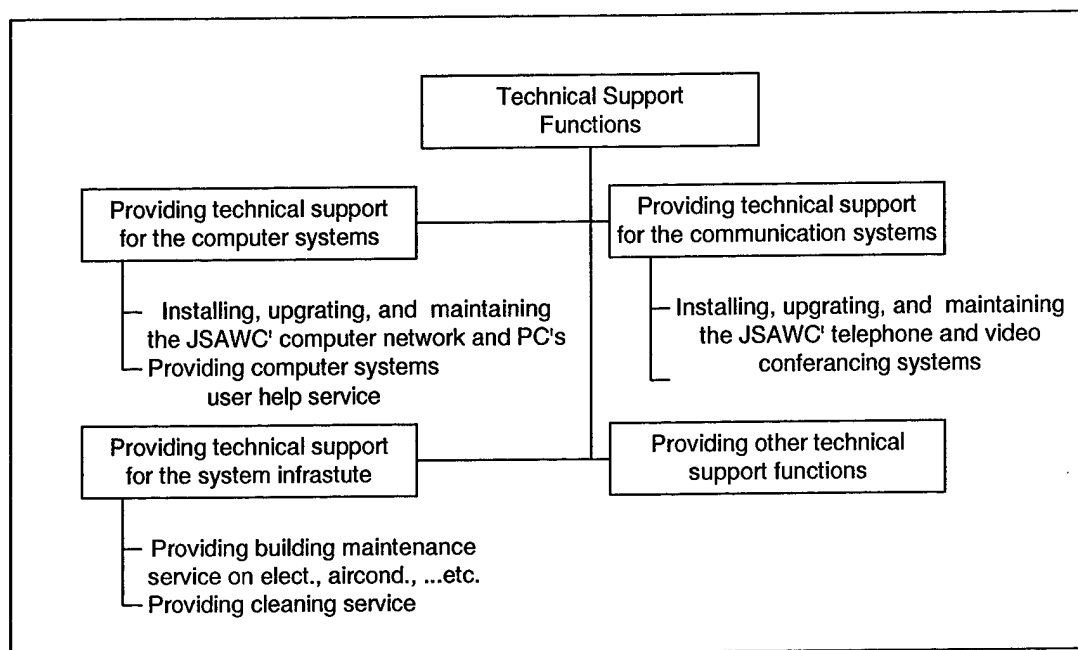 Technical Support
Functions
Providing technical support
for the computer systems
Providing technical support
for the communication systems
Installing, upgrating, and maintaining
the JSAWC' computer network and PC's
Providing computer systems
user help service
Installing, upgrating, and maintaining
the JSAWC' telephone and video
conferancing systems
Providing technical support
for the system infrastute
Providing other technical
support functions
Providing building maintenance
service on elect., aircond., ...etc.
Providing cleaning service